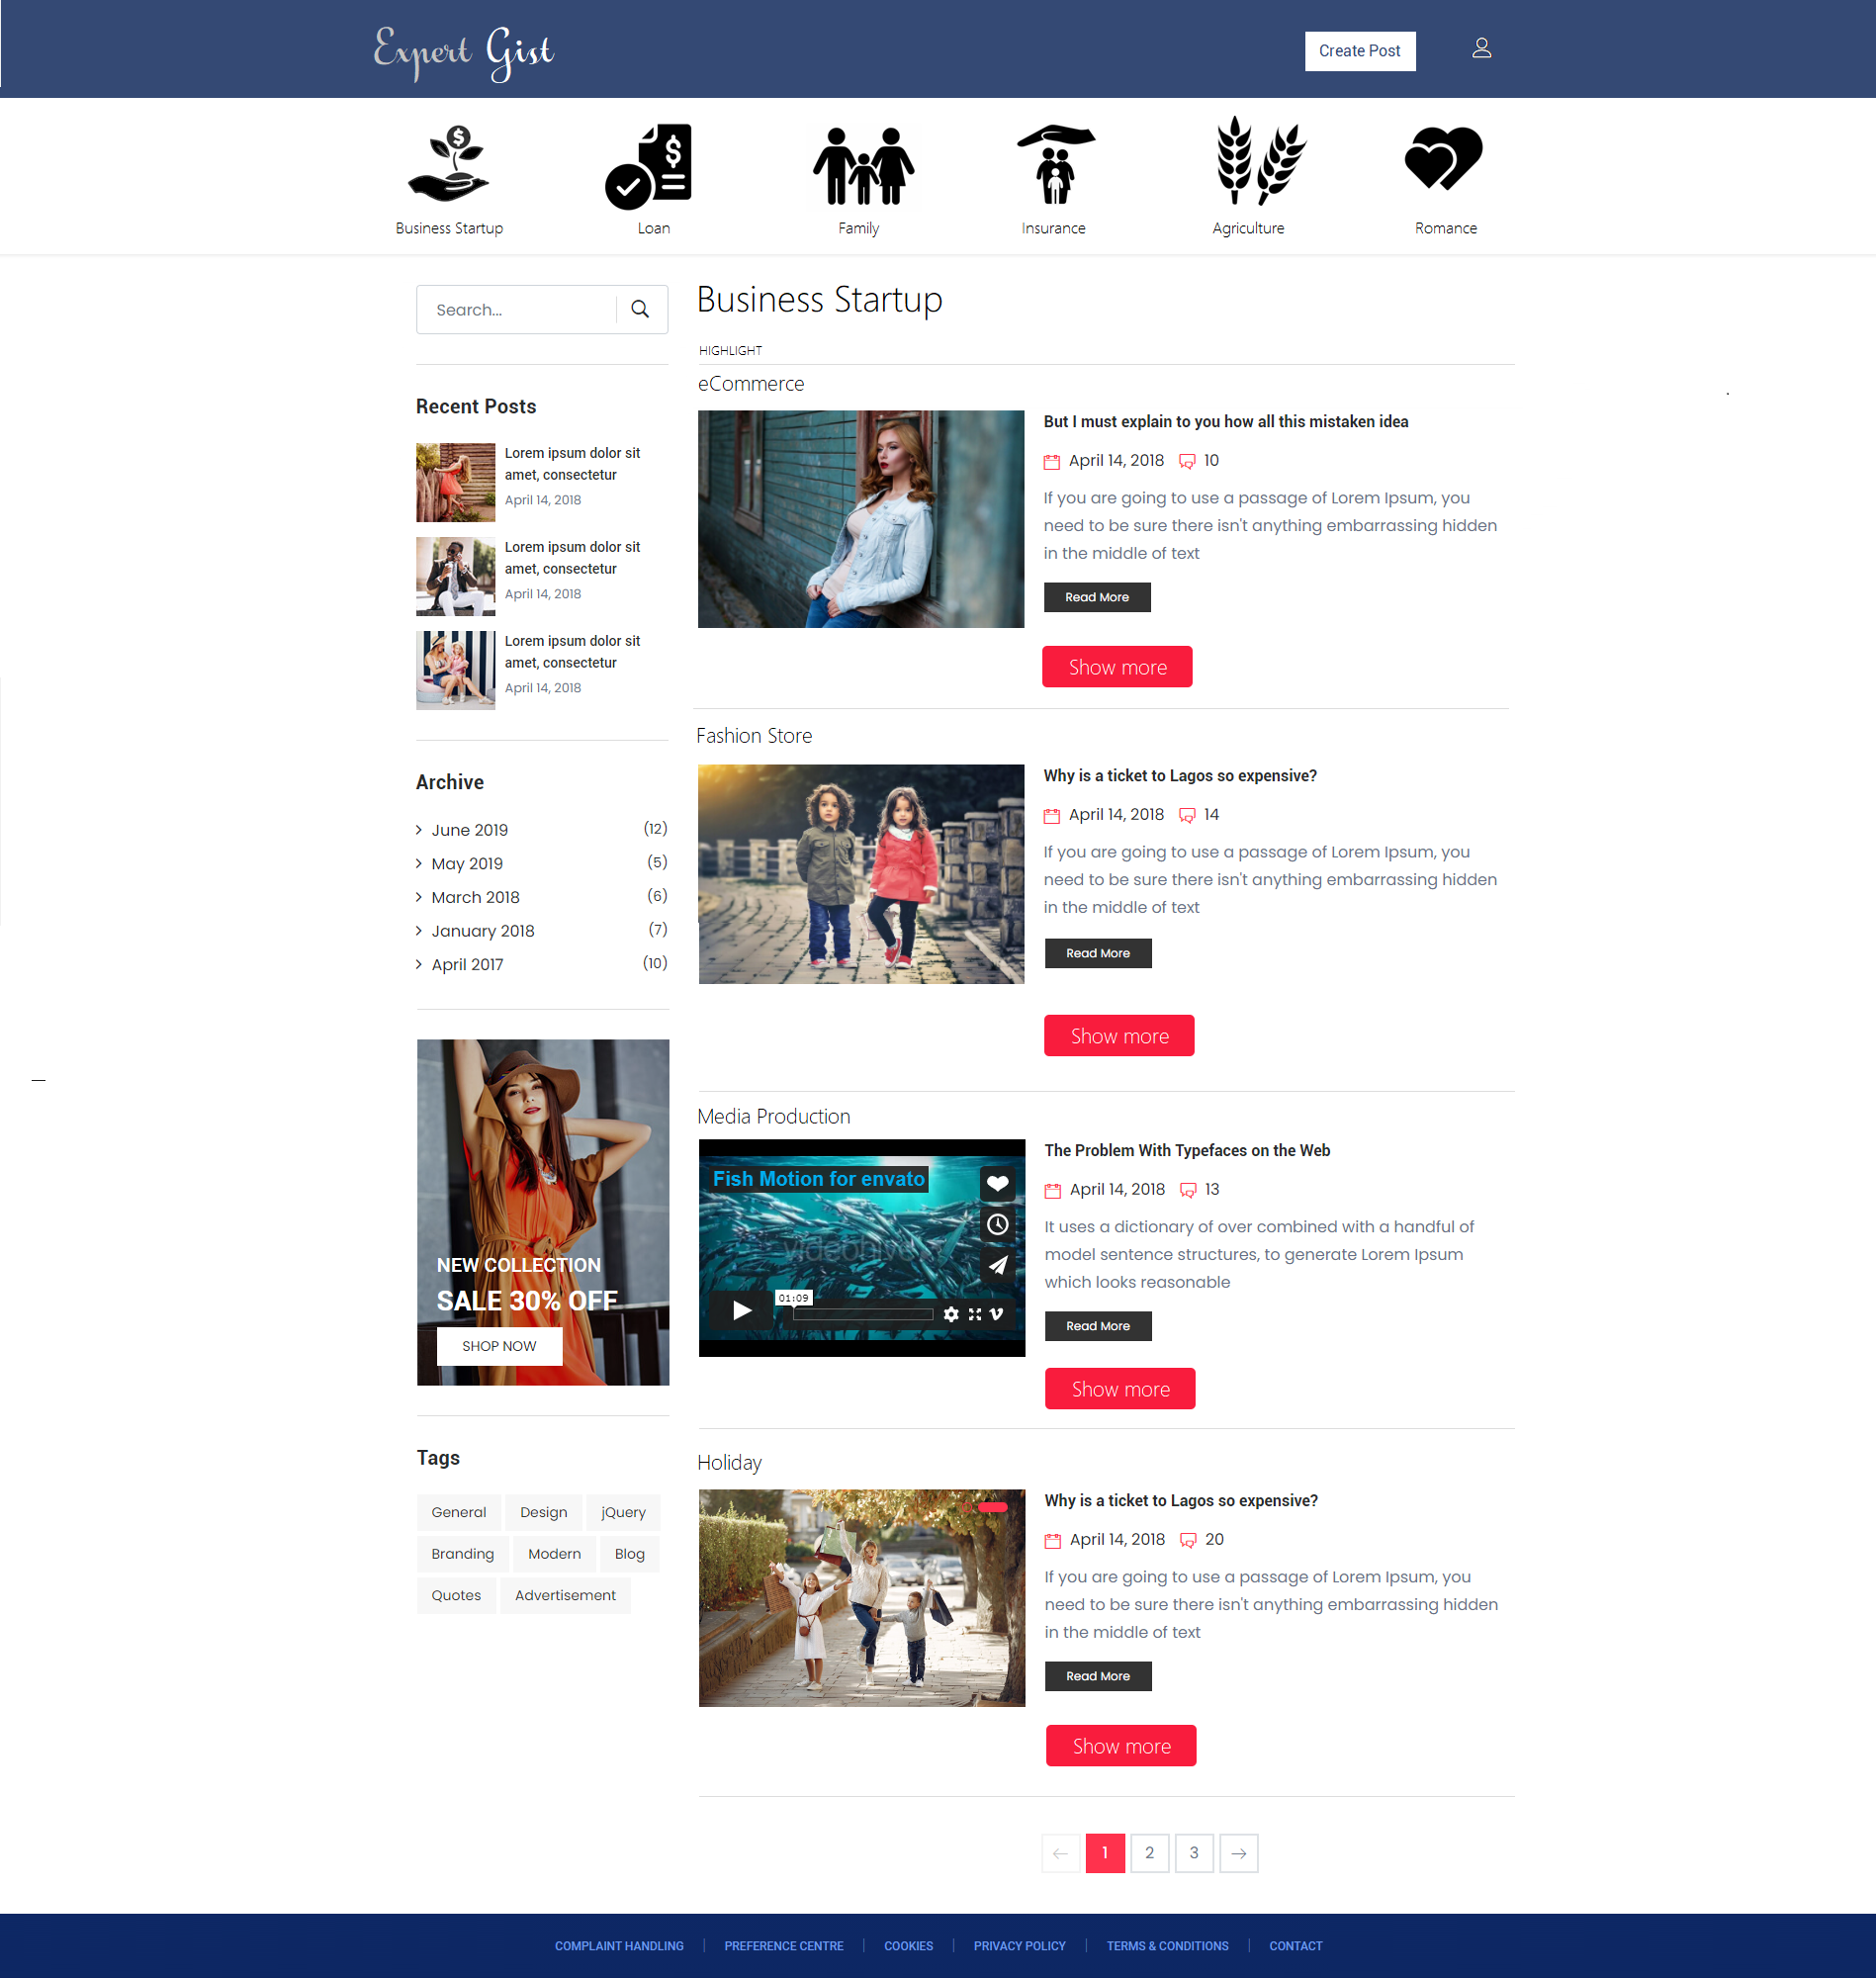 Expert Gist
Create Post
Business Startup
Loan
Family
Insurance
Agriculture
Romance
Search...
Recent Posts
Lorem ipsum dolor sit
amet, consectetur
April 14, 2018
Lorem ipsum dolor sit
amet, consectetur
April 14, 2018
Lorem ipsum dolor sit
amet, consectetur
April 14, 2018
Archive
June 2019 (12)
May 2019 (5)
March 2018 (6)
January 2018 (7)
April 2017 (10)
NEW COLLECTION
SALE 30% OFF
SHOP NOW
Tags
General Design jQuery
Branding Modern Blog
Quotes Advertisement
Business Startup
HIGHLIGHT
eCommerce
But I must explain to you how all this mistaken idea
April 14, 2018 10
If you are going to use a passage of Lorem Ipsum, you
need to be sure there isn't anything embarrassing hidden
in the middle of text
Read More
Show more
Fashion Store
Why is a ticket to Lagos so expensive?
April 14, 2018 14
If you are going to use a passage of Lorem Ipsum, you
need to be sure there isn't anything embarrassing hidden
in the middle of text
Read More
Show more
Media Production
Fish Motion for envato
videohive
01:09
The Problem With Typefaces on the Web
April 14, 2018 13
It uses a dictionary of over combined with a handful of
model sentence structures, to generate Lorem Ipsum
which looks reasonable
Read More
Show more
Holiday
Why is a ticket to Lagos so expensive?
April 14, 2018 20
If you are going to use a passage of Lorem Ipsum, you
need to be sure there isn't anything embarrassing hidden
in the middle of text
Read More
Show more
1 2 3
COMPLAINT HANDLING | PREFERENCE CENTRE | COOKIES | PRIVACY POLICY | TERMS & CONDITIONS | CONTACT